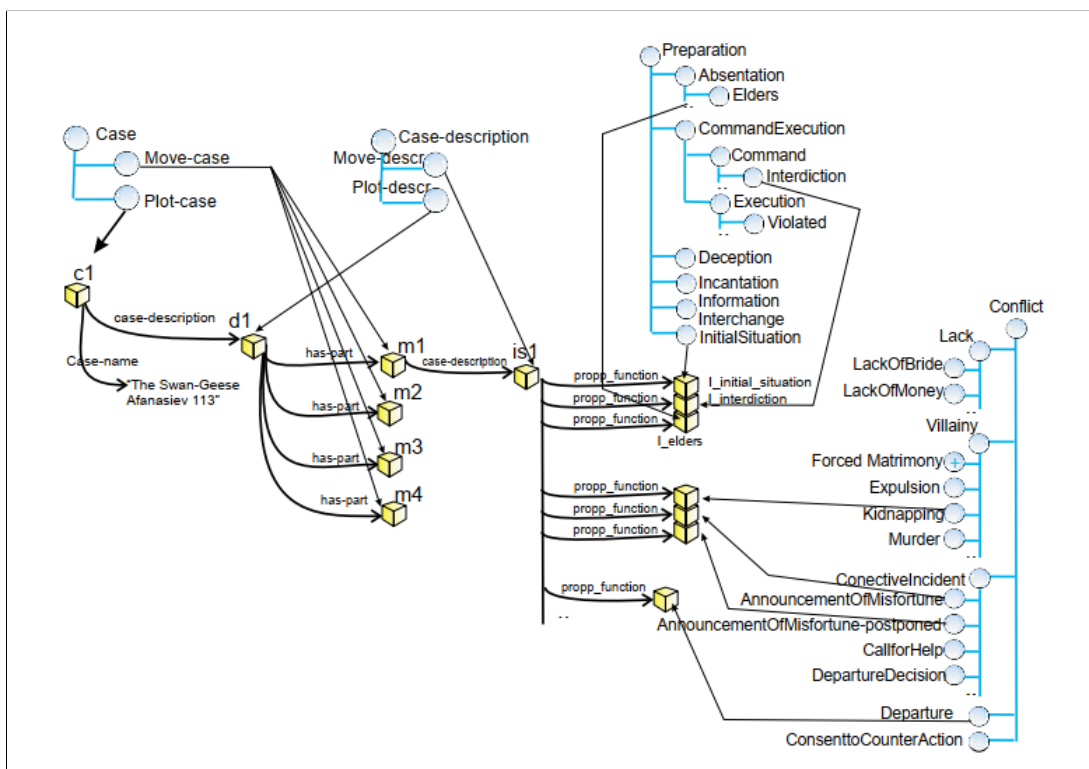 Preparation
Absentation
Elders
..
CommandExecution
Command
Interdiction
..
Execution
Violated
..
Deception
Incantation
Information
Interchange
InitialSituation
Case
Move-case
Plot-case
Case-description
Move-descr
Plot-descr
c1
case-description
Case-name
"The Swan-Geese
Afanasiev 113"
d1
has-part
has-part
has-part
has-part
m1
m2
m3
m4
case-description
is1
propp_function
propp_function
propp_function
I_initial_situation
I_interdiction
I_elders
propp_function
propp_function
propp_function
propp_function
..
Conflict
Lack
LackOfBride
LackOfMoney
..
Villainy
Forced Matrimony
Expulsion
Kidnapping
Murder
..
ConectiveIncident
AnnouncementOfMisfortune
AnnouncementOfMisfortune-postponed
CallforHelp
DepartureDecision
..
Departure
ConsenttoCounterAction